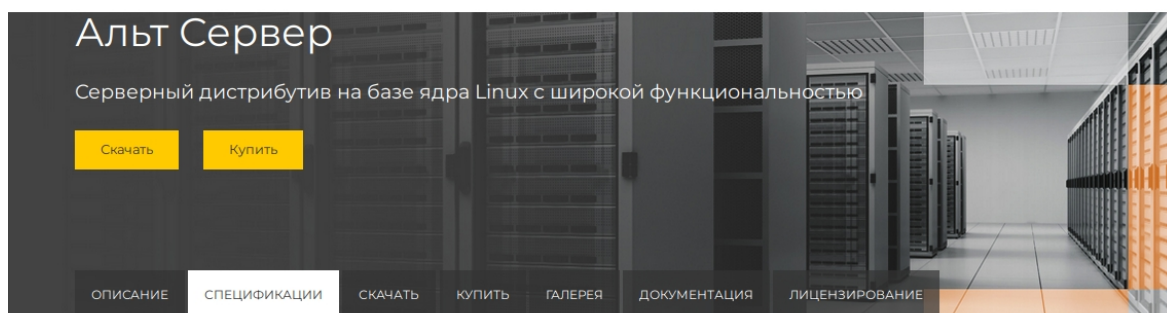 Альт Сервер
Серверный дистрибутив на базе ядра Linux с широкой функциональностью
Скачать Купить
ОПИСАНИЕ СПЕЦИФИКАЦИИ СКАЧАТЬ КУПИТЬ ГАЛЕРЕЯ ДОКУМЕНТАЦИЯ ЛИЦЕНЗИРОВАНИЕ